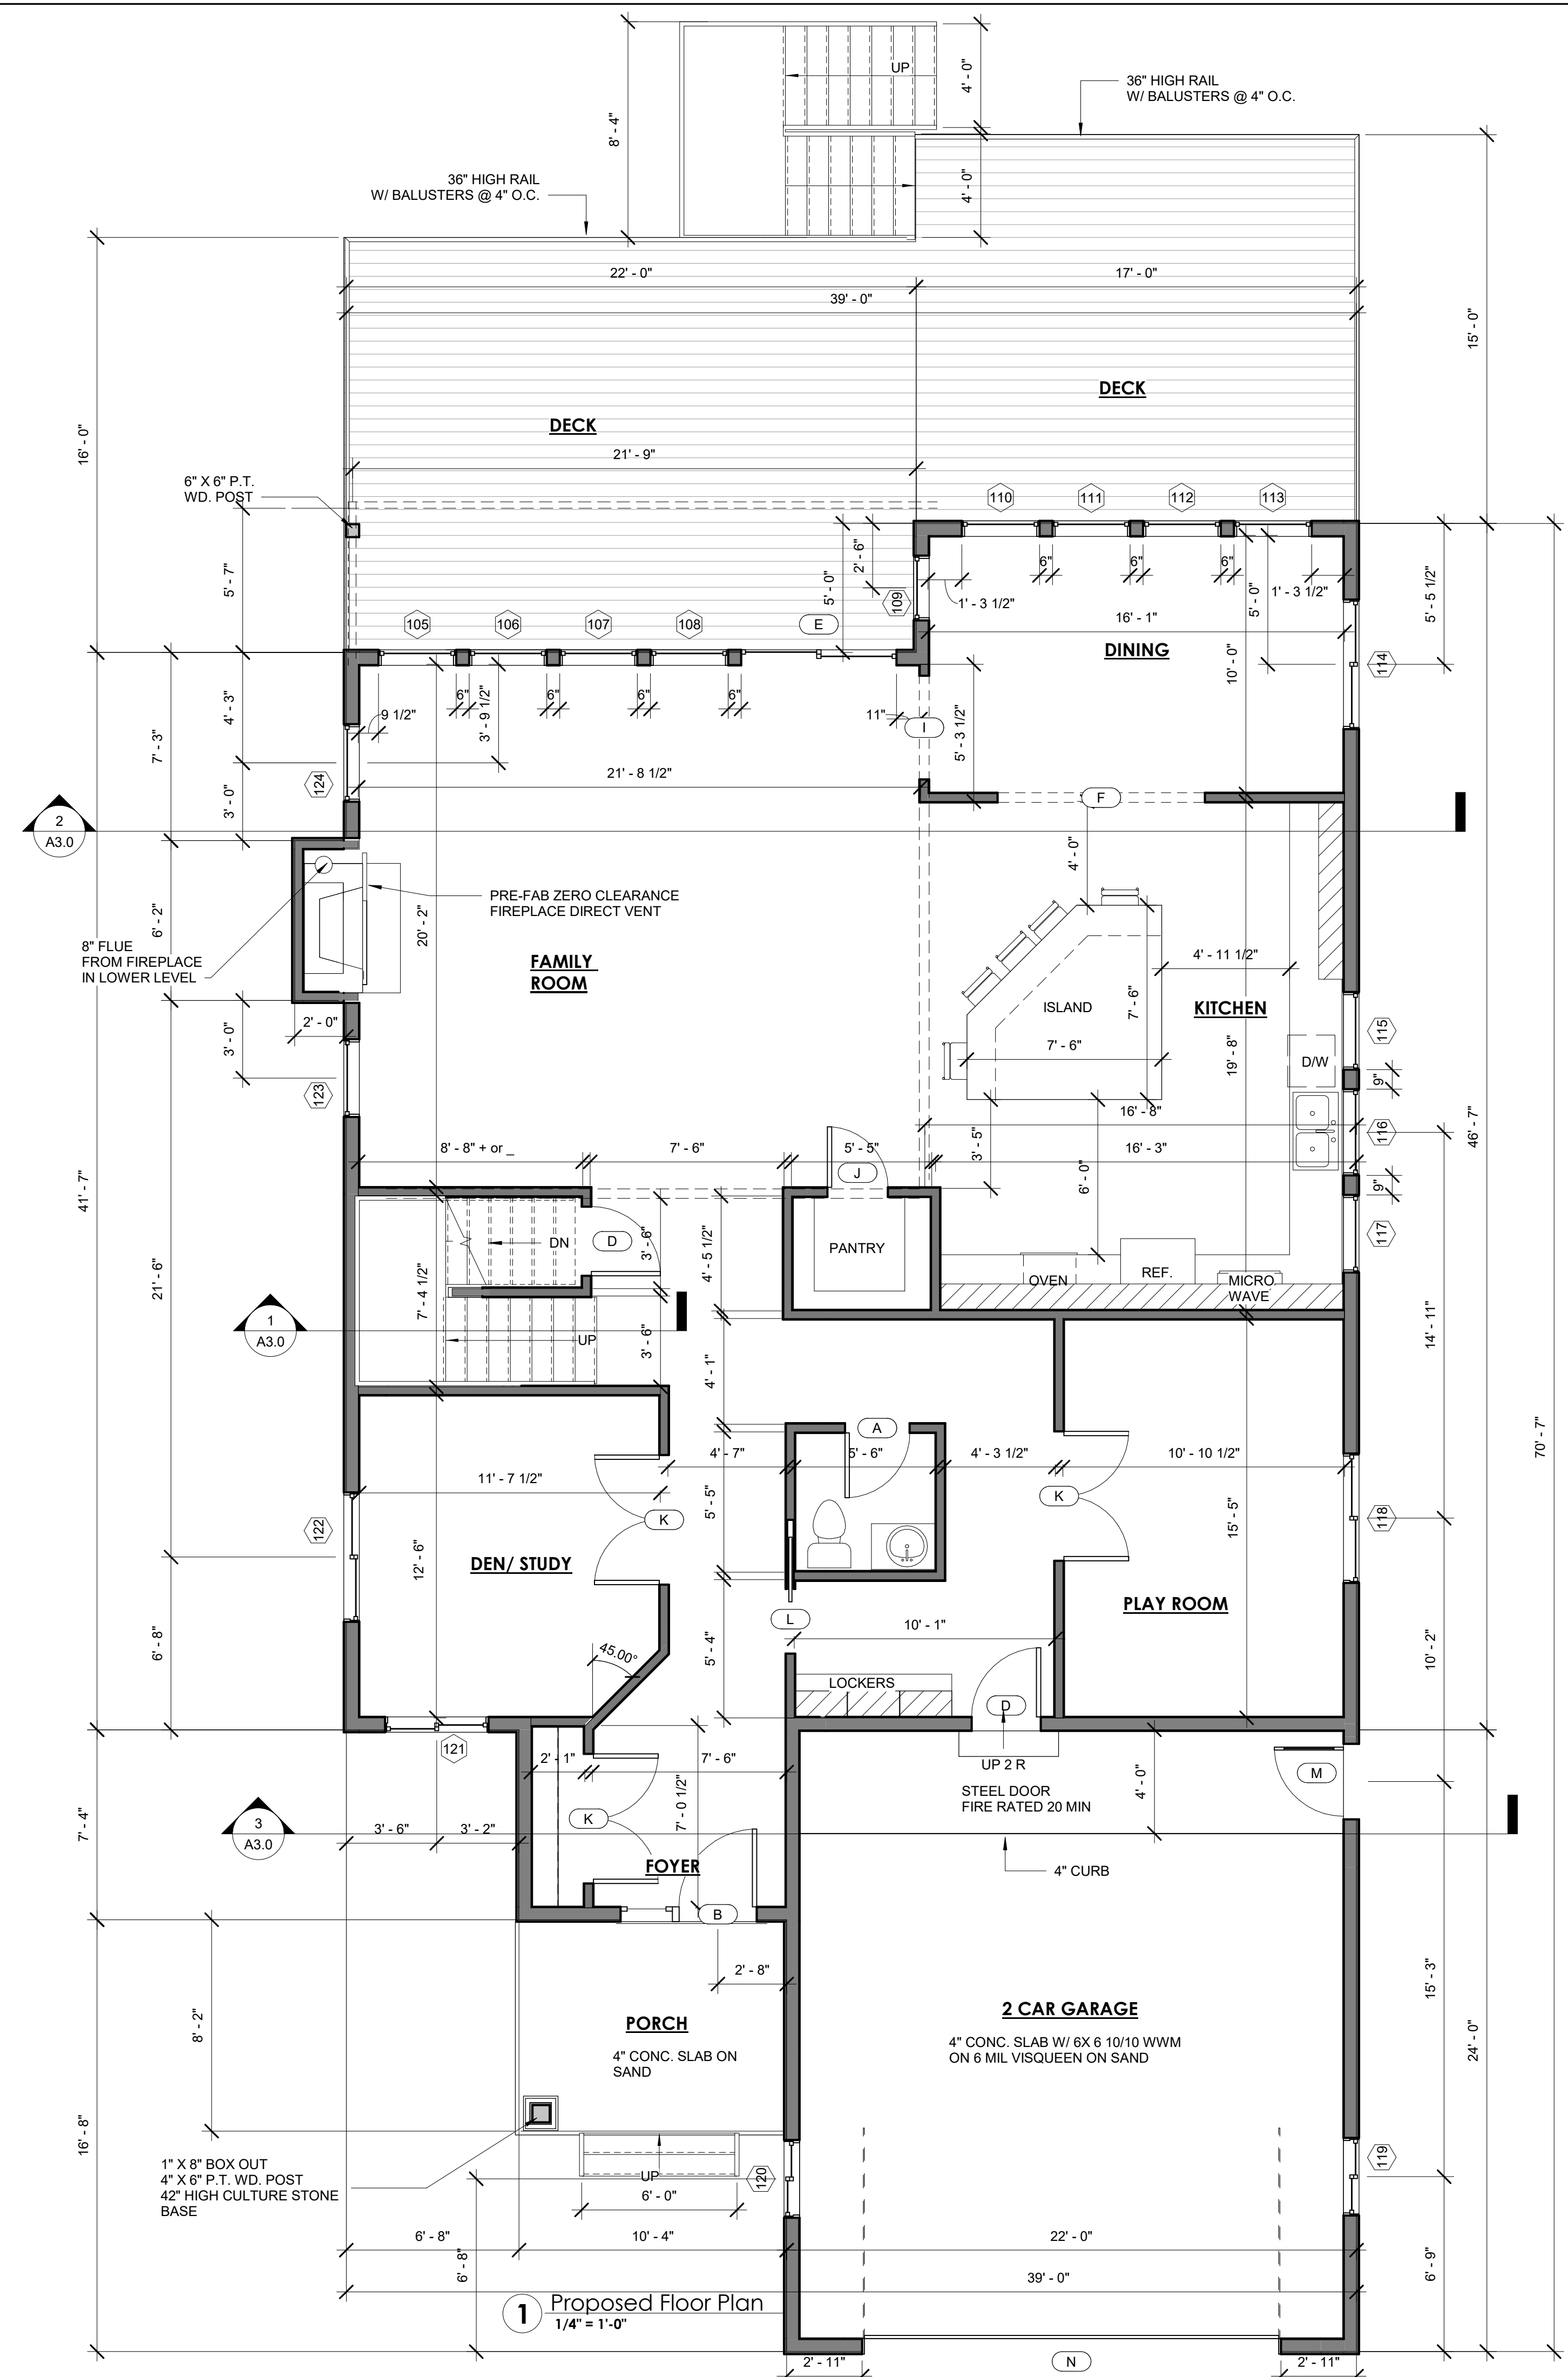 UP
4' - 0"
8' - 4"
36" HIGH RAIL
W/ BALUSTERS @ 4" O.C.
36" HIGH RAIL
W/ BALUSTERS @ 4" O.C.
4' - 0"
22' - 0"
17' - 0"
39' - 0"
15' - 0"
DECK
DECK
16' - 0"
21' - 9"
6" X 6" P.T.
WD. POST
110
111
112
113
5' - 7"
2' - 6"
5' - 0"
109
6"
6"
6"
1' - 3 1/2"
1' - 3 1/2"
5' - 0"
5' - 5 1/2"
105
106
107
108
E
16' - 1"
DINING
10' - 0"
114
4' - 3"
7' - 3"
9 1/2"
6"
6"
6"
6"
3' - 9 1/2"
11"
I
5' - 3 1/2"
21' - 8 1/2"
124
3' - 0"
F
2
A3.0
4' - 0"
PRE-FAB ZERO CLEARANCE
FIREPLACE DIRECT VENT
6' - 2"
20' - 2"
8" FLUE
FROM FIREPLACE
IN LOWER LEVEL
FAMILY
ROOM
4' - 11 1/2"
ISLAND
7' - 6"
KITCHEN
2' - 0"
3' - 0"
7' - 6"
19' - 8"
115
D/W
9"
123
16' - 8"
116
46' - 7"
8' - 8" + or _
7' - 6"
5' - 5"
3' - 5"
16' - 3"
J
6' - 0"
9"
41' - 7"
DN
D
3' - 6"
4' - 5 1/2"
PANTRY
117
21' - 6"
7' - 4 1/2"
OVEN
REF.
MICRO
WAVE
1
A3.0
UP
3' - 6"
14' - 11"
4' - 1"
A
4' - 7"
5' - 6"
4' - 3 1/2"
10' - 10 1/2"
70' - 7"
11' - 7 1/2"
5' - 5"
K
K
122
15' - 5"
118
DEN/ STUDY
12' - 6"
PLAY ROOM
L
10' - 1"
6' - 8"
45.00°
5' - 4"
10' - 2"
LOCKERS
D
121
2' - 1"
7' - 6"
UP 2 R
M
STEEL DOOR
FIRE RATED 20 MIN
4' - 0"
7' - 4"
K
7' - 0 1/2"
3
A3.0
3' - 6"
3' - 2"
FOYER
4" CURB
B
2' - 8"
15' - 3"
8' - 2"
2 CAR GARAGE
PORCH
4" CONC. SLAB ON
SAND
4" CONC. SLAB W/ 6X 6 10/10 WWM
ON 6 MIL VISQUEEN ON SAND
24' - 0"
16' - 8"
1" X 8" BOX OUT
4" X 6" P.T. WD. POST
42" HIGH CULTURE STONE
BASE
UP
120
119
6' - 0"
6' - 8"
10' - 4"
22' - 0"
6' - 8"
6' - 9"
39' - 0"
1
Proposed Floor Plan
1/4" = 1'-0"
2' - 11"
N
2' - 11"